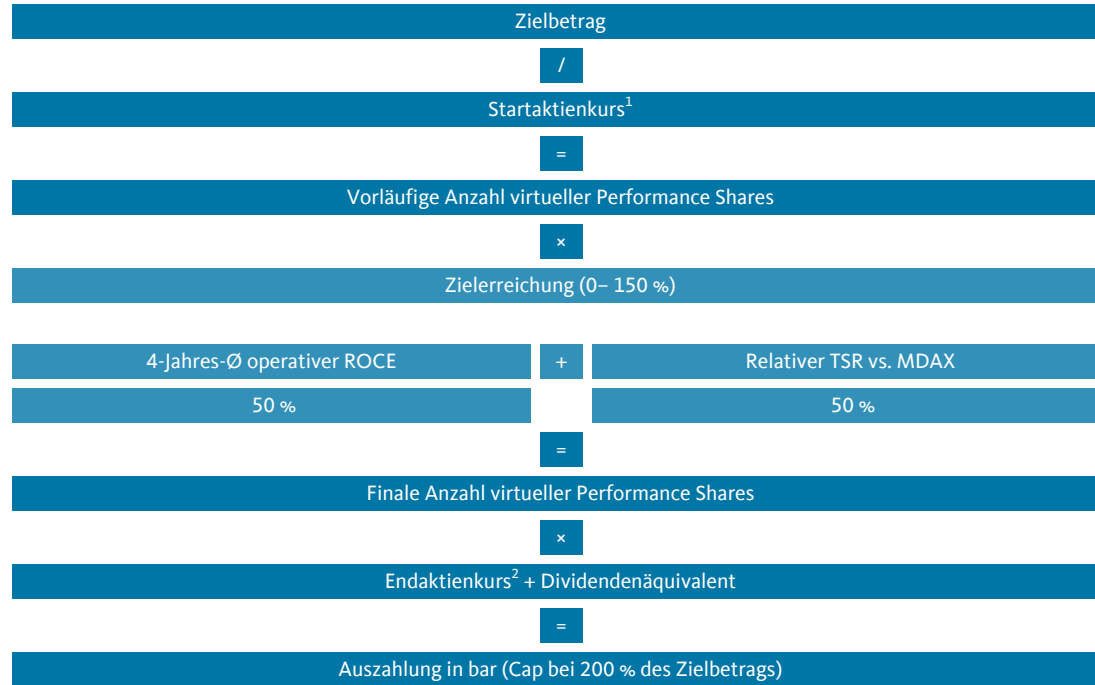 Zielbetrag
/
Startaktienkurs¹
=
Vorläufige Anzahl virtueller Performance Shares
×
Zielerreichung (0– 150 %)
4-Jahres-Ø operativer ROCE
+
Relativer TSR vs. MDAX
50 %
50 %
=
Finale Anzahl virtueller Performance Shares
×
Endaktienkurs² + Dividendenäquivalent
=
Auszahlung in bar (Cap bei 200 % des Zielbetrags)